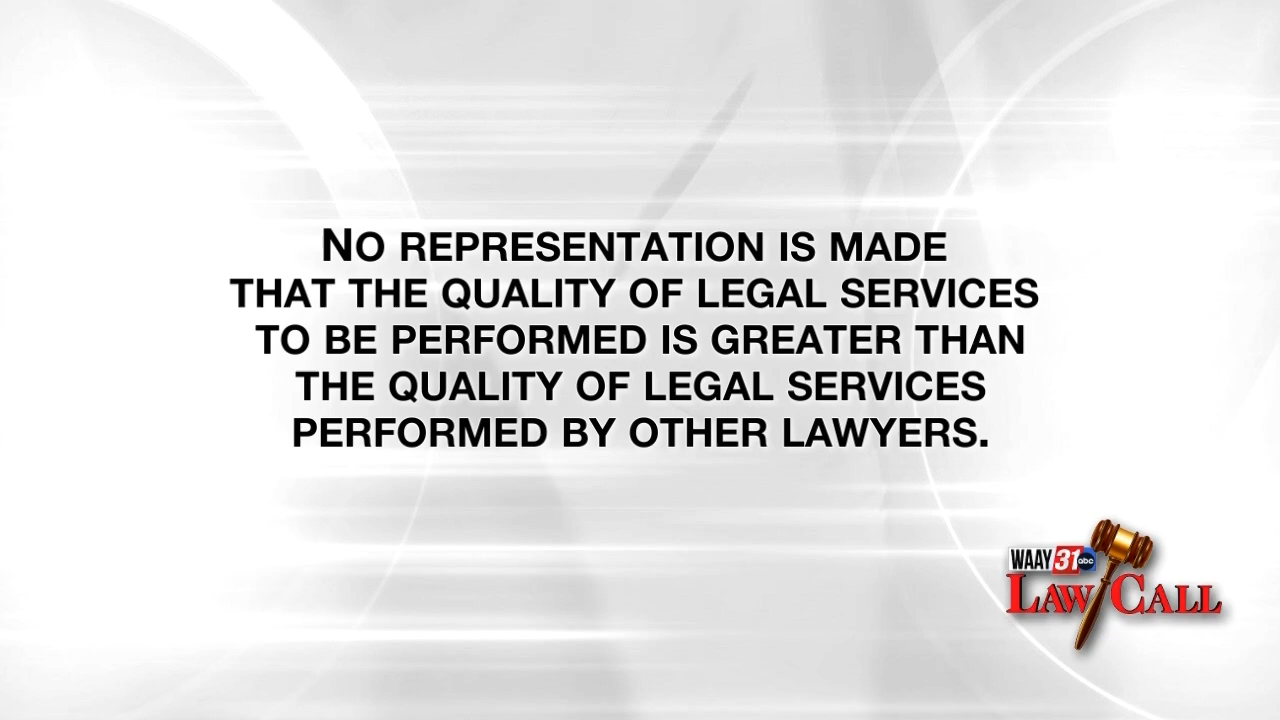 NO REPRESENTATION IS MADE
THAT THE QUALITY OF LEGAL SERVICES
TO BE PERFORMED IS GREATER THAN
THE QUALITY OF LEGAL SERVICES
PERFORMED BY OTHER LAWYERS.
WAAY 31 abc
LAW CALL